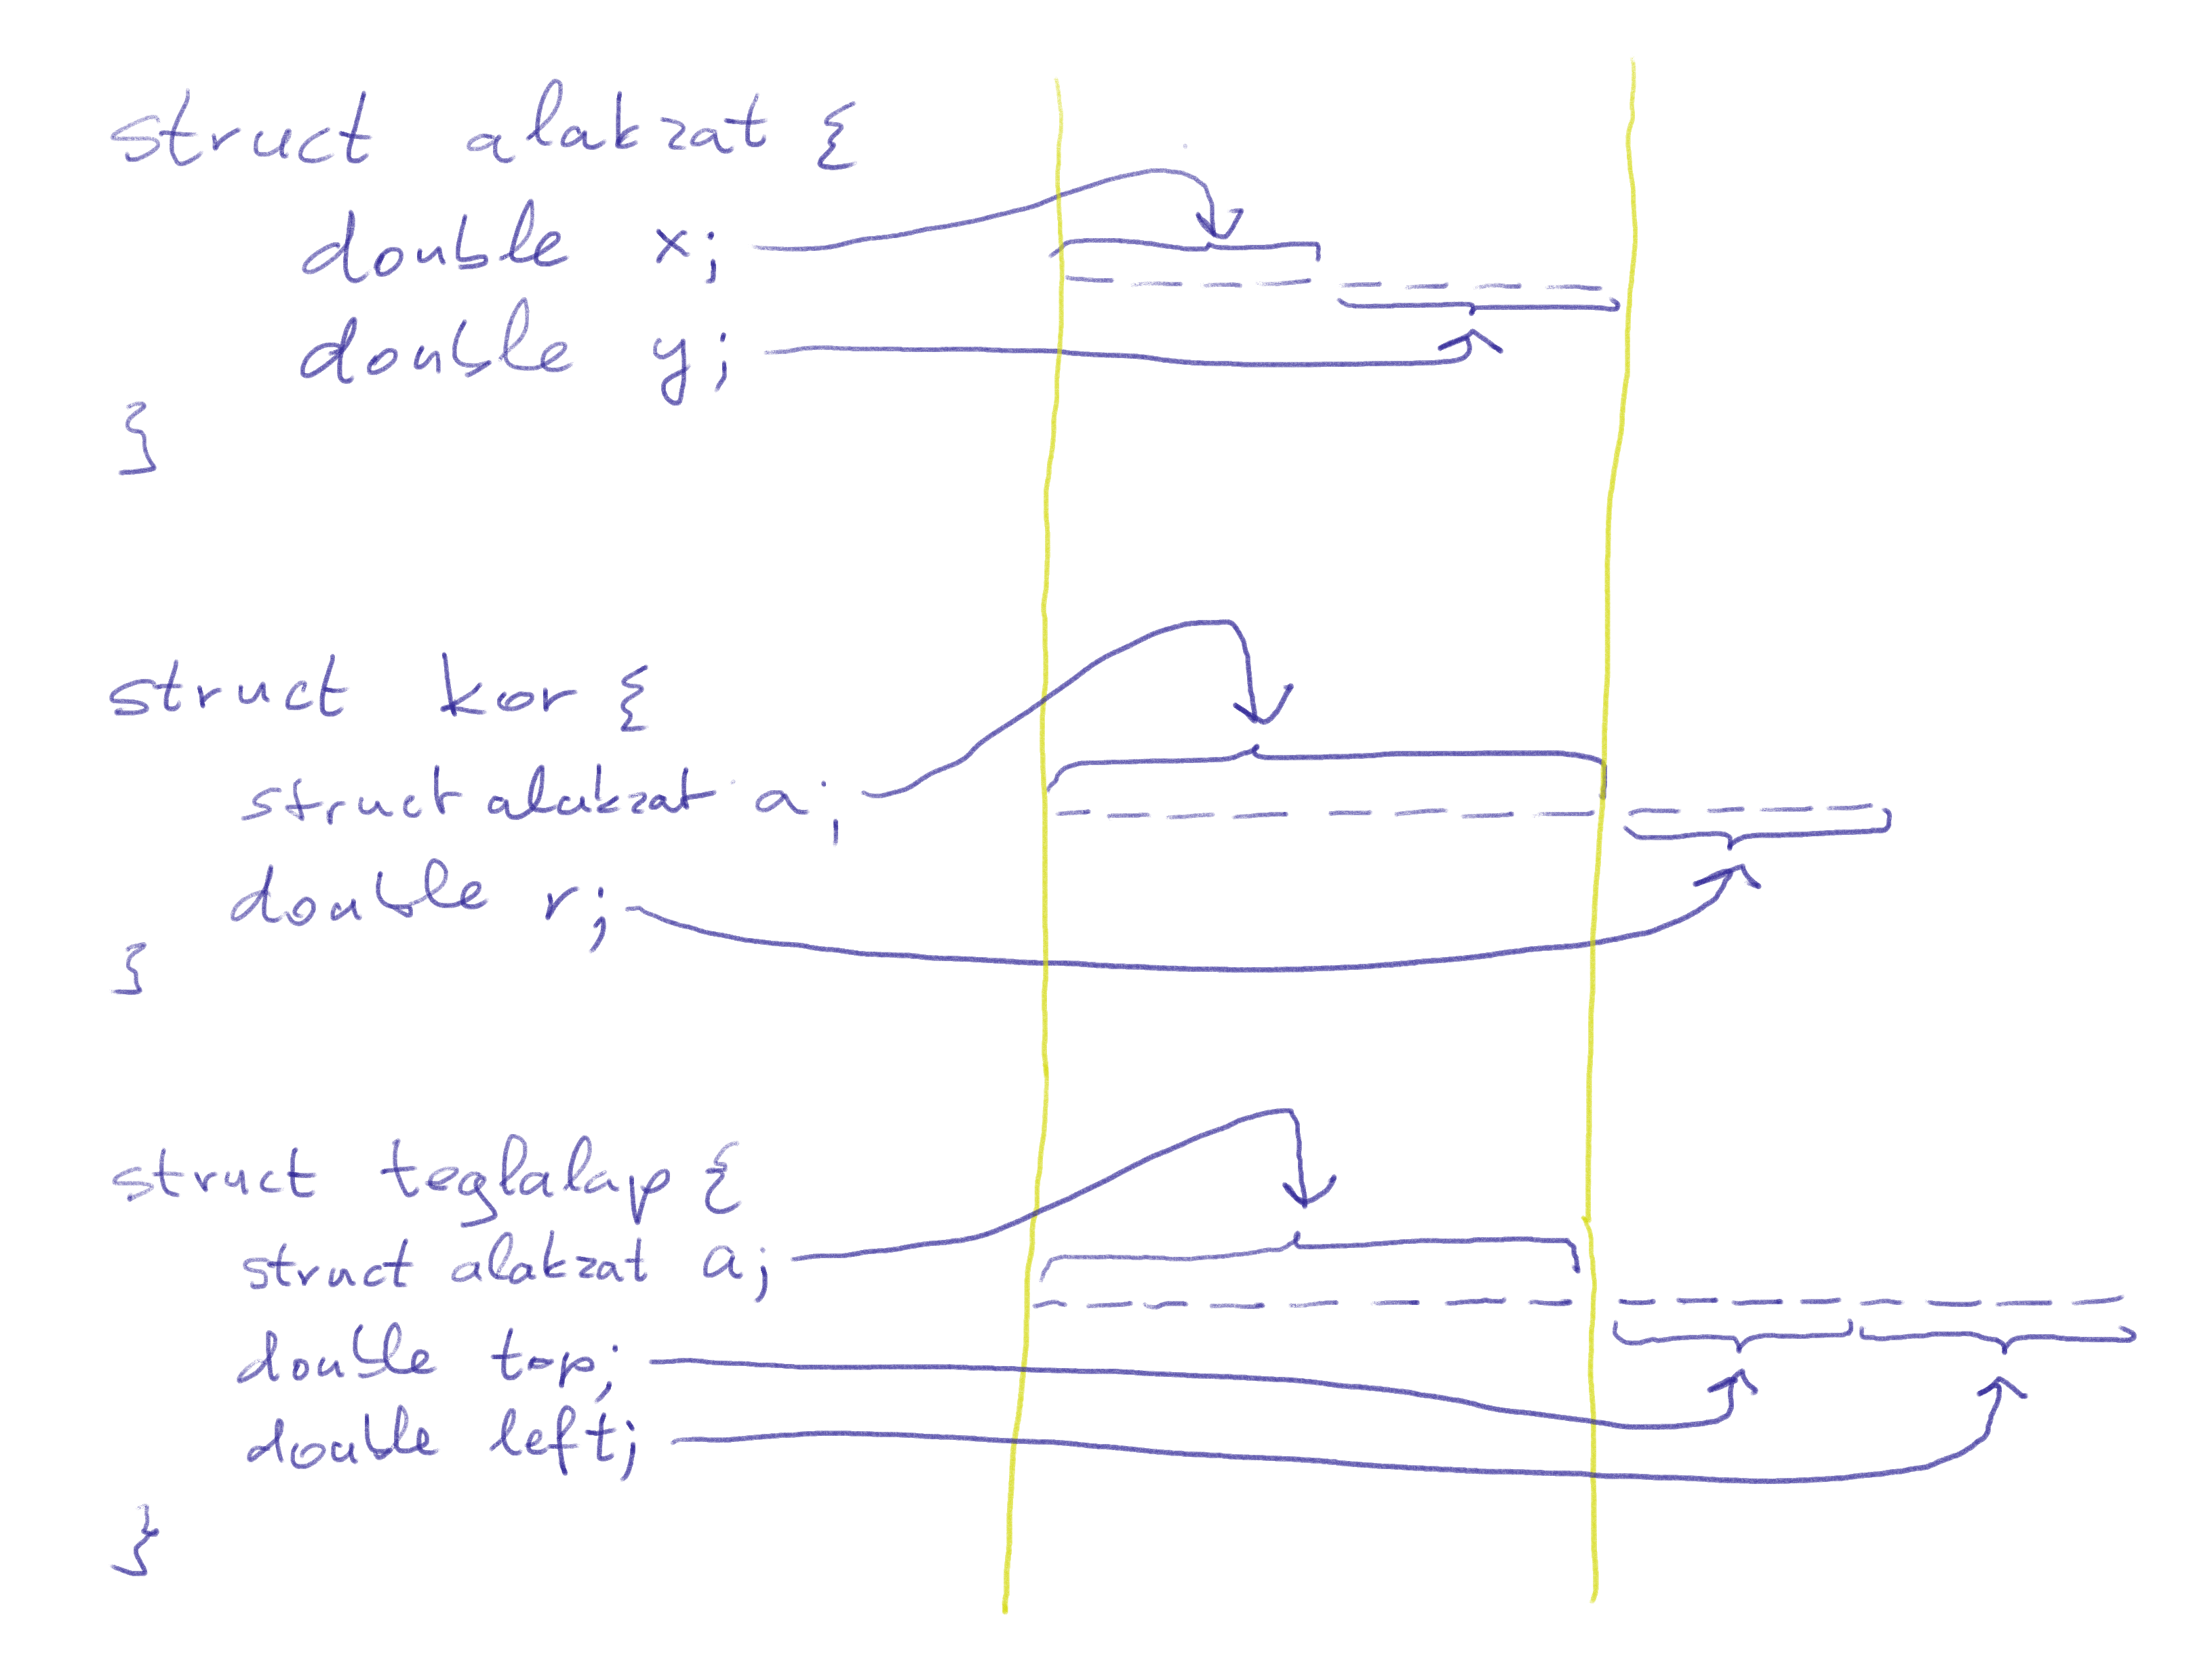 struct alakzat {
double x;
double y;
}
struct kor {
struct alakzat a;
double r;
}
struct teglalap {
struct alakzat a;
double top;
double left;
}